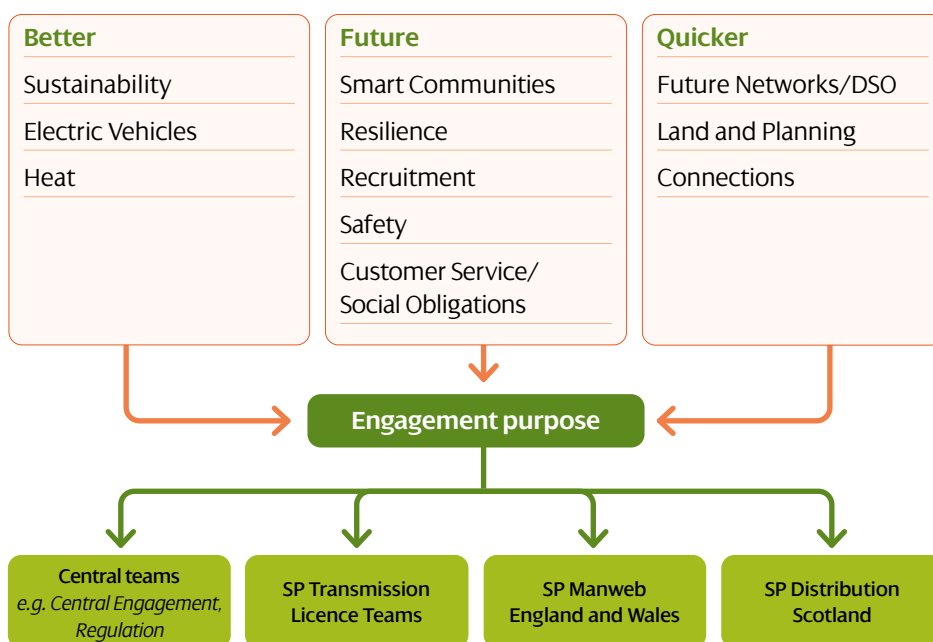 Better
Sustainability
Electric Vehicles
Heat
Future
Smart Communities
Resilience
Recruitment
Safety
Customer Service/
Social Obligations
Quicker
Future Networks/DSO
Land and Planning
Connections
Engagement purpose
Central teams
e.g. Central Engagement,
Regulation
SP Transmission
Licence Teams
SP Manweb
England and Wales
SP Distribution
Scotland